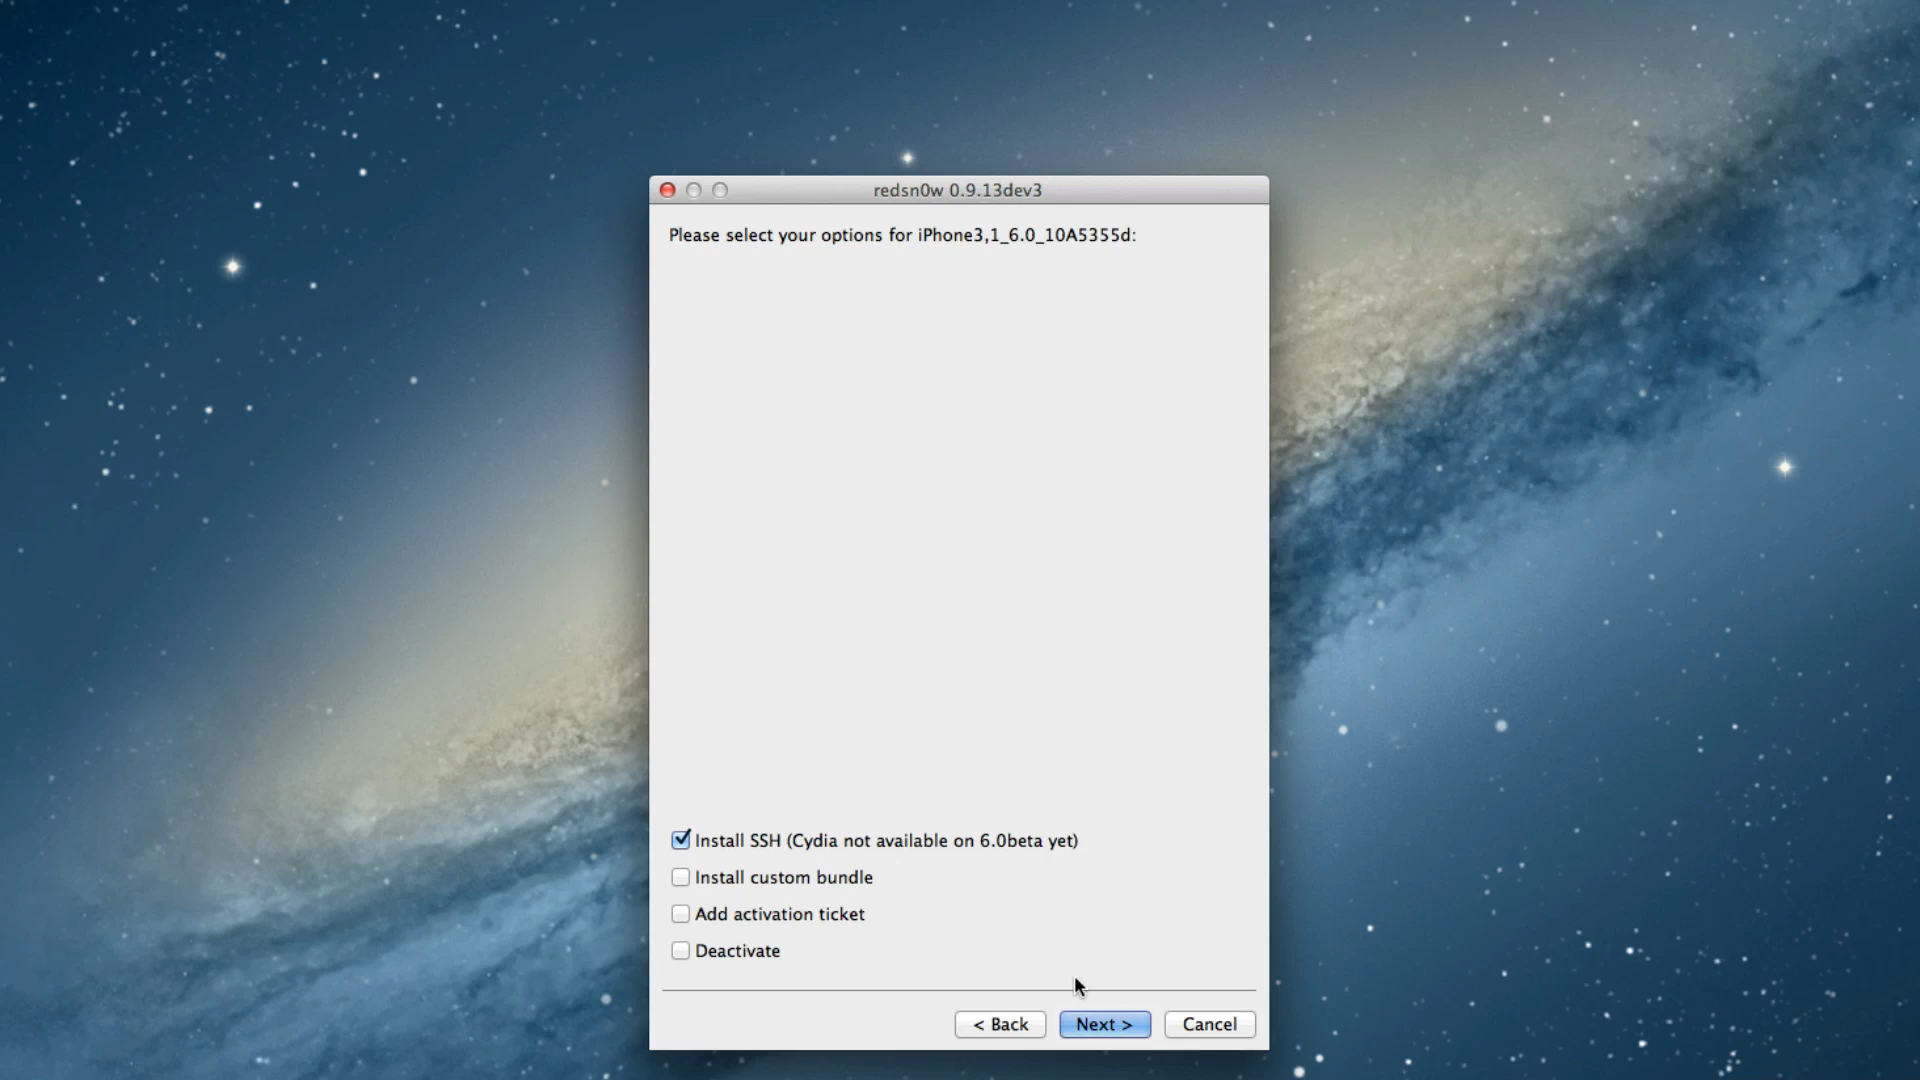 redsn0w 0.9.13dev3
Please select your options for iPhone3,1_6.0_10A5355d:
Install SSH (Cydia not available on 6.0beta yet)
Install custom bundle
Add activation ticket
Deactivate
< Back
Next >
Cancel